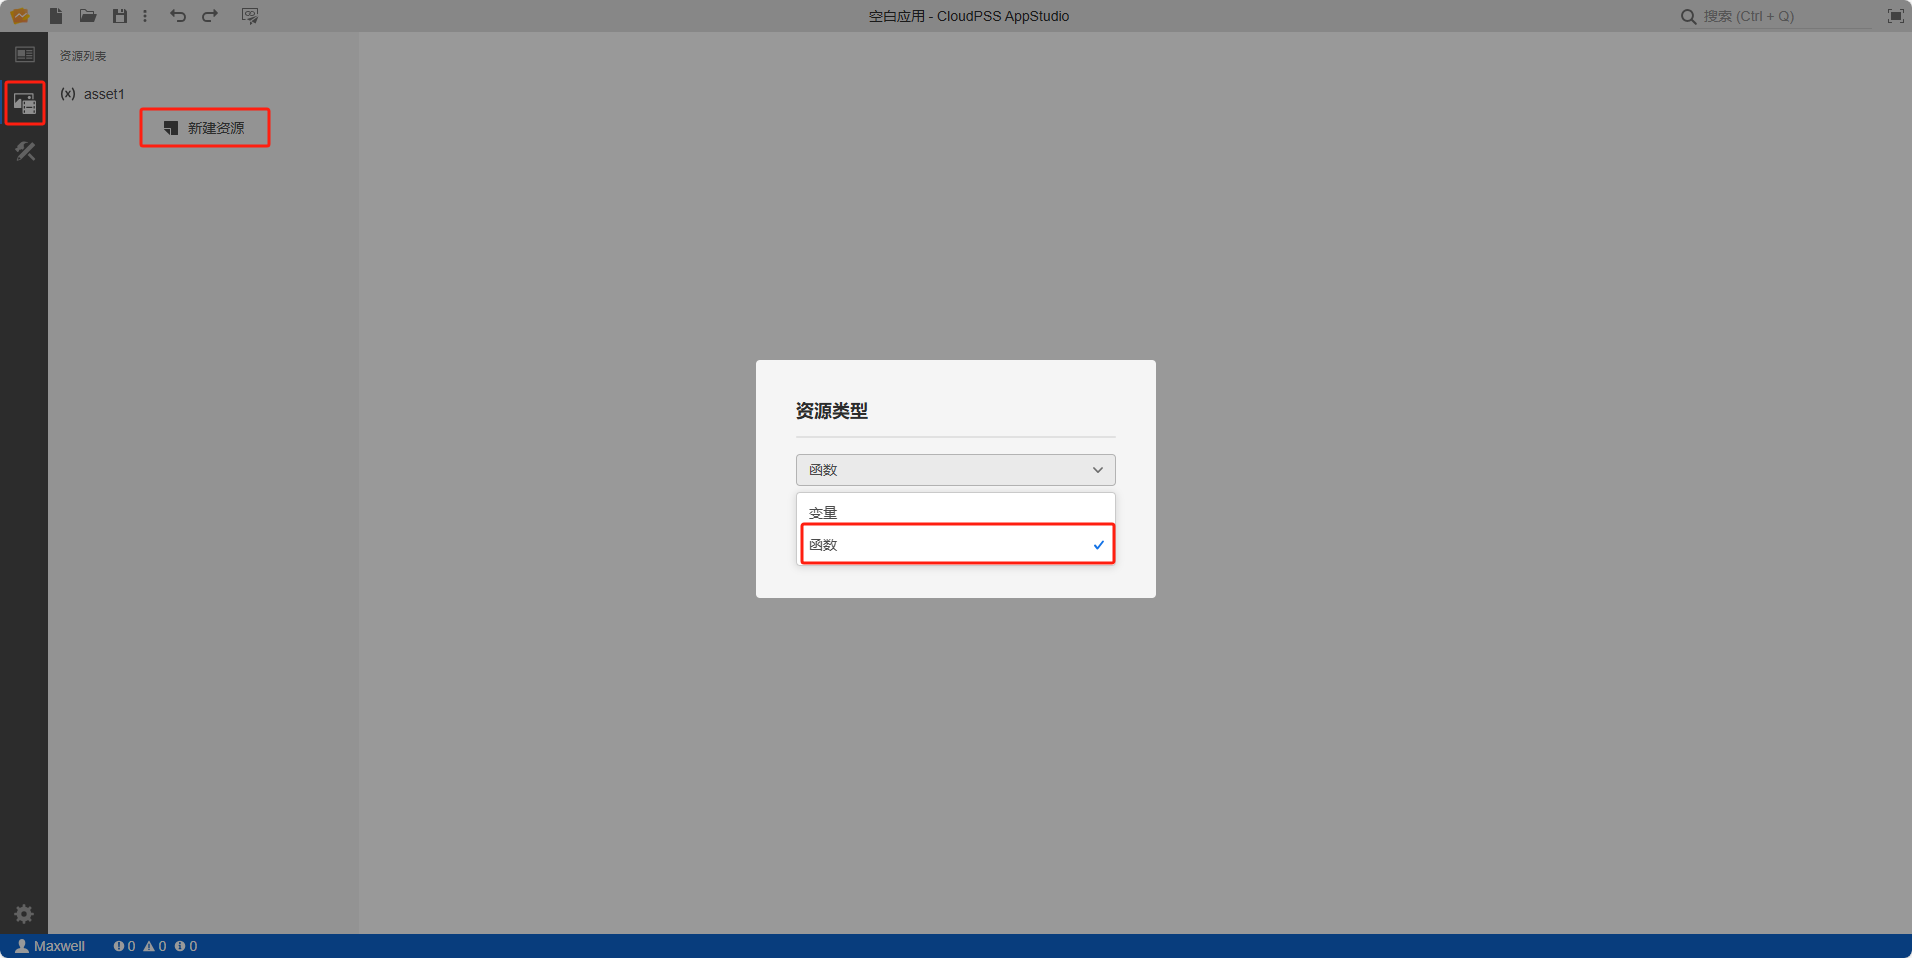 空白应用 - CloudPSS AppStudio
搜索 (Ctrl + Q)
资源列表
(x) asset1
新建资源
资源类型
函数
变量
函数
Maxwell 0 0 0